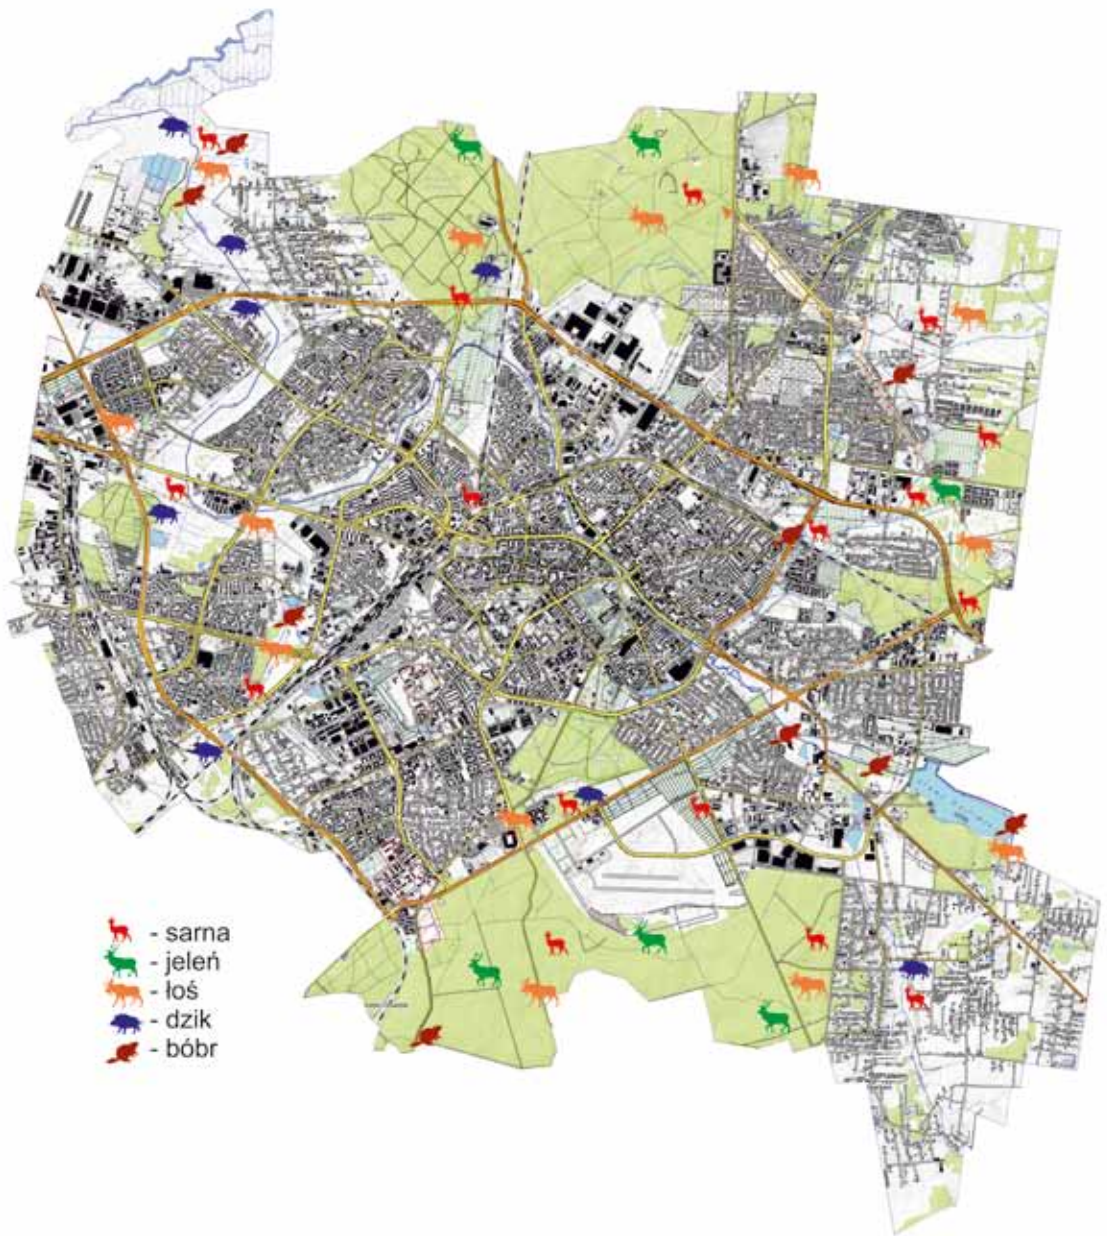 - sarna
- jeleń
- łoś
- dzik
- bóbr